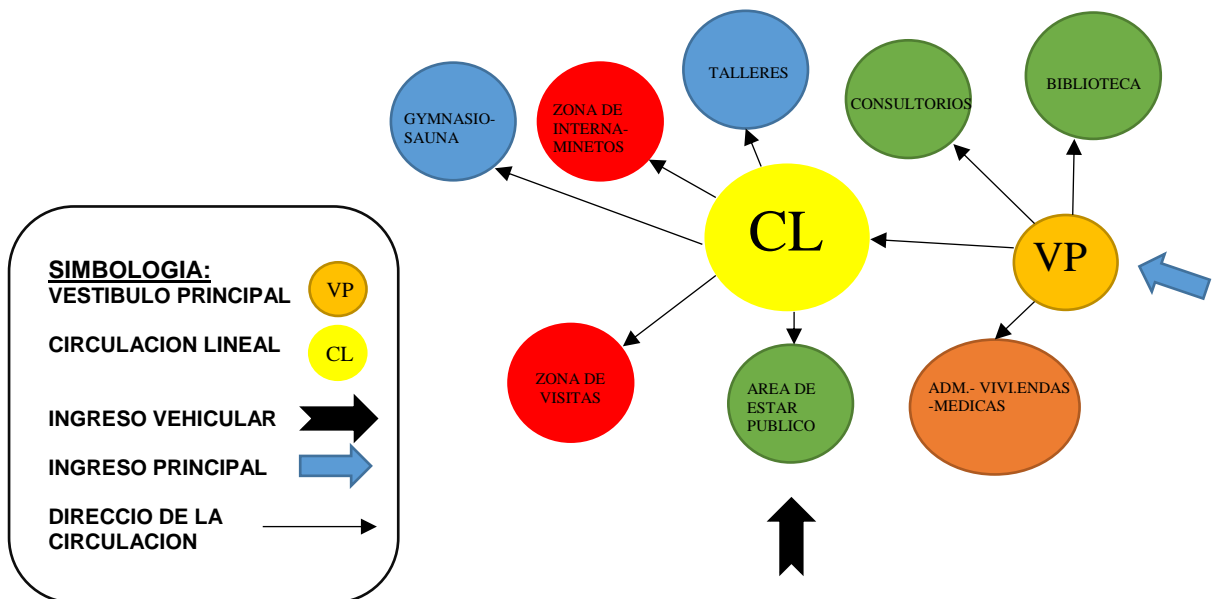 GYMNASIO-
SAUNA
ZONA DE
INTERNA-
MINETOS
TALLERES
CONSULTORIOS
BIBLIOTECA
CL
VP
ZONA DE
VISITAS
AREA DE
ESTAR
PUBLICO
ADM.- VIVLENDAS
-MEDICAS
SIMBOLOGIA:
VESTIBULO PRINCIPAL
VP
CIRCULACION LINEAL
CL
INGRESO VEHICULAR
INGRESO PRINCIPAL
DIRECCIO DE LA
CIRCULACION